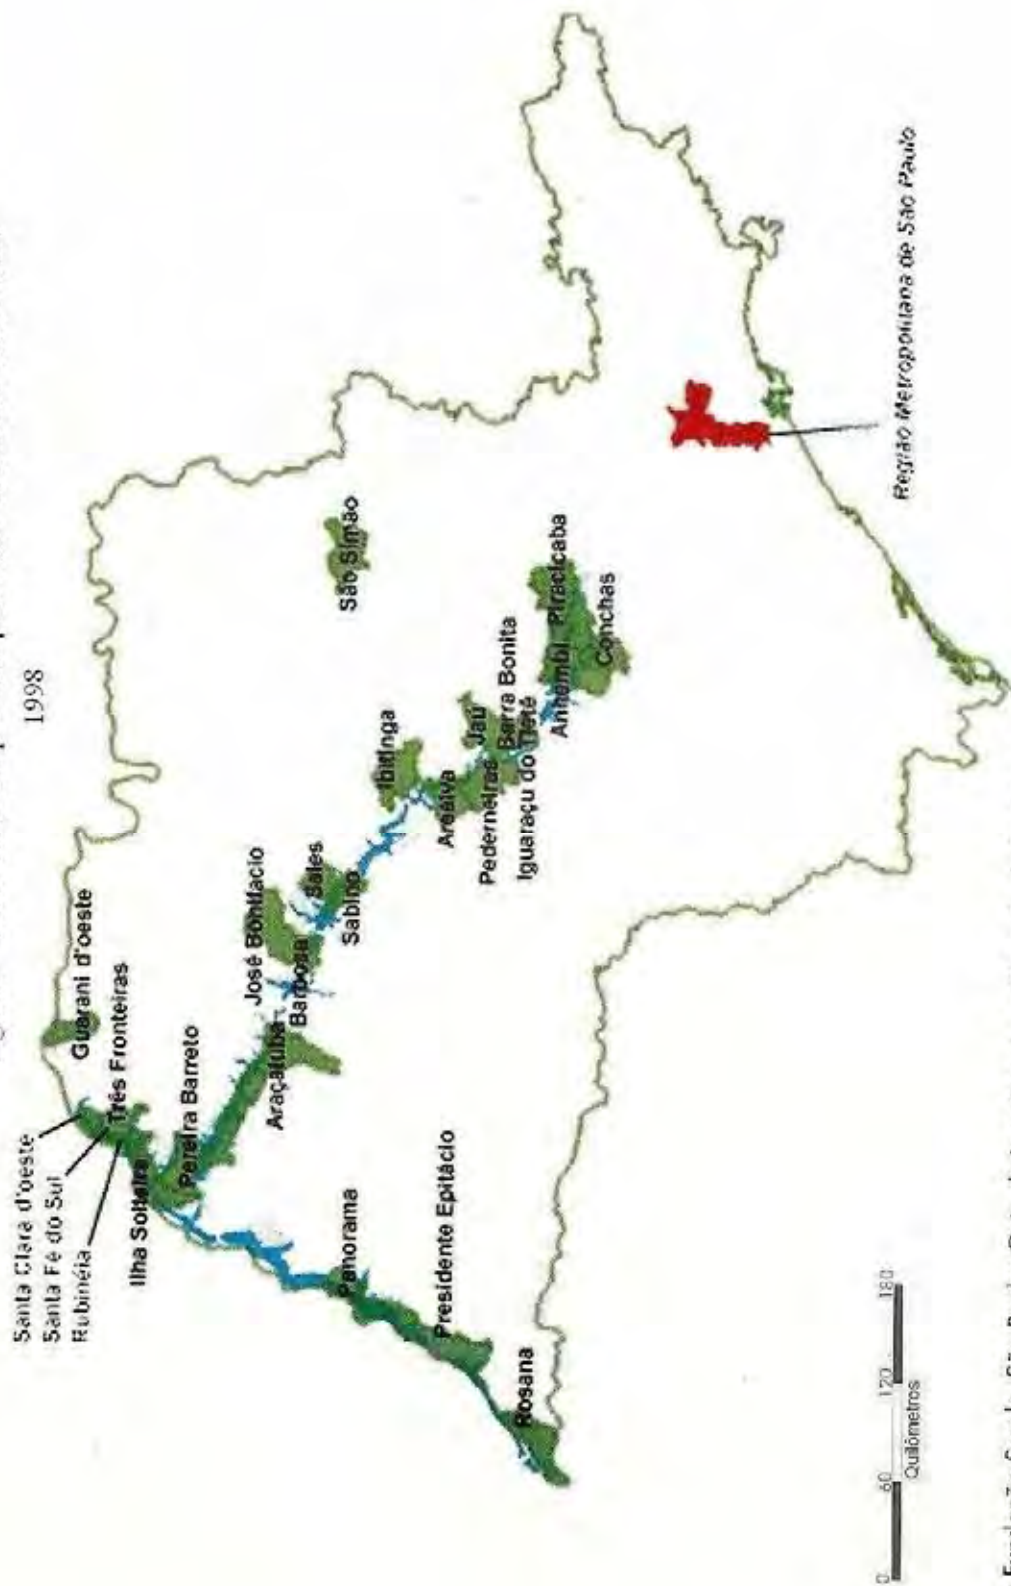 1998
Santa Clara d'oeste
Santa Fé do Sul
Rubinéia
Guarani d'oeste
Três Fronteiras
Ilha Solteira
Pereira Barreto
José Bonifácio
Araçatuba
Barbosa
Sales
Sabino
Ibitinga
Arealva
Jaú
Pederneiras
Barra Bonita
Iguaraçu do Tietê
Anhembi
Piracicaba
Conchas
São Simão
Panorama
Presidente Epitácio
Rosana
Região Metropolitana de São Paulo
0 60 120 180
Quilômetros